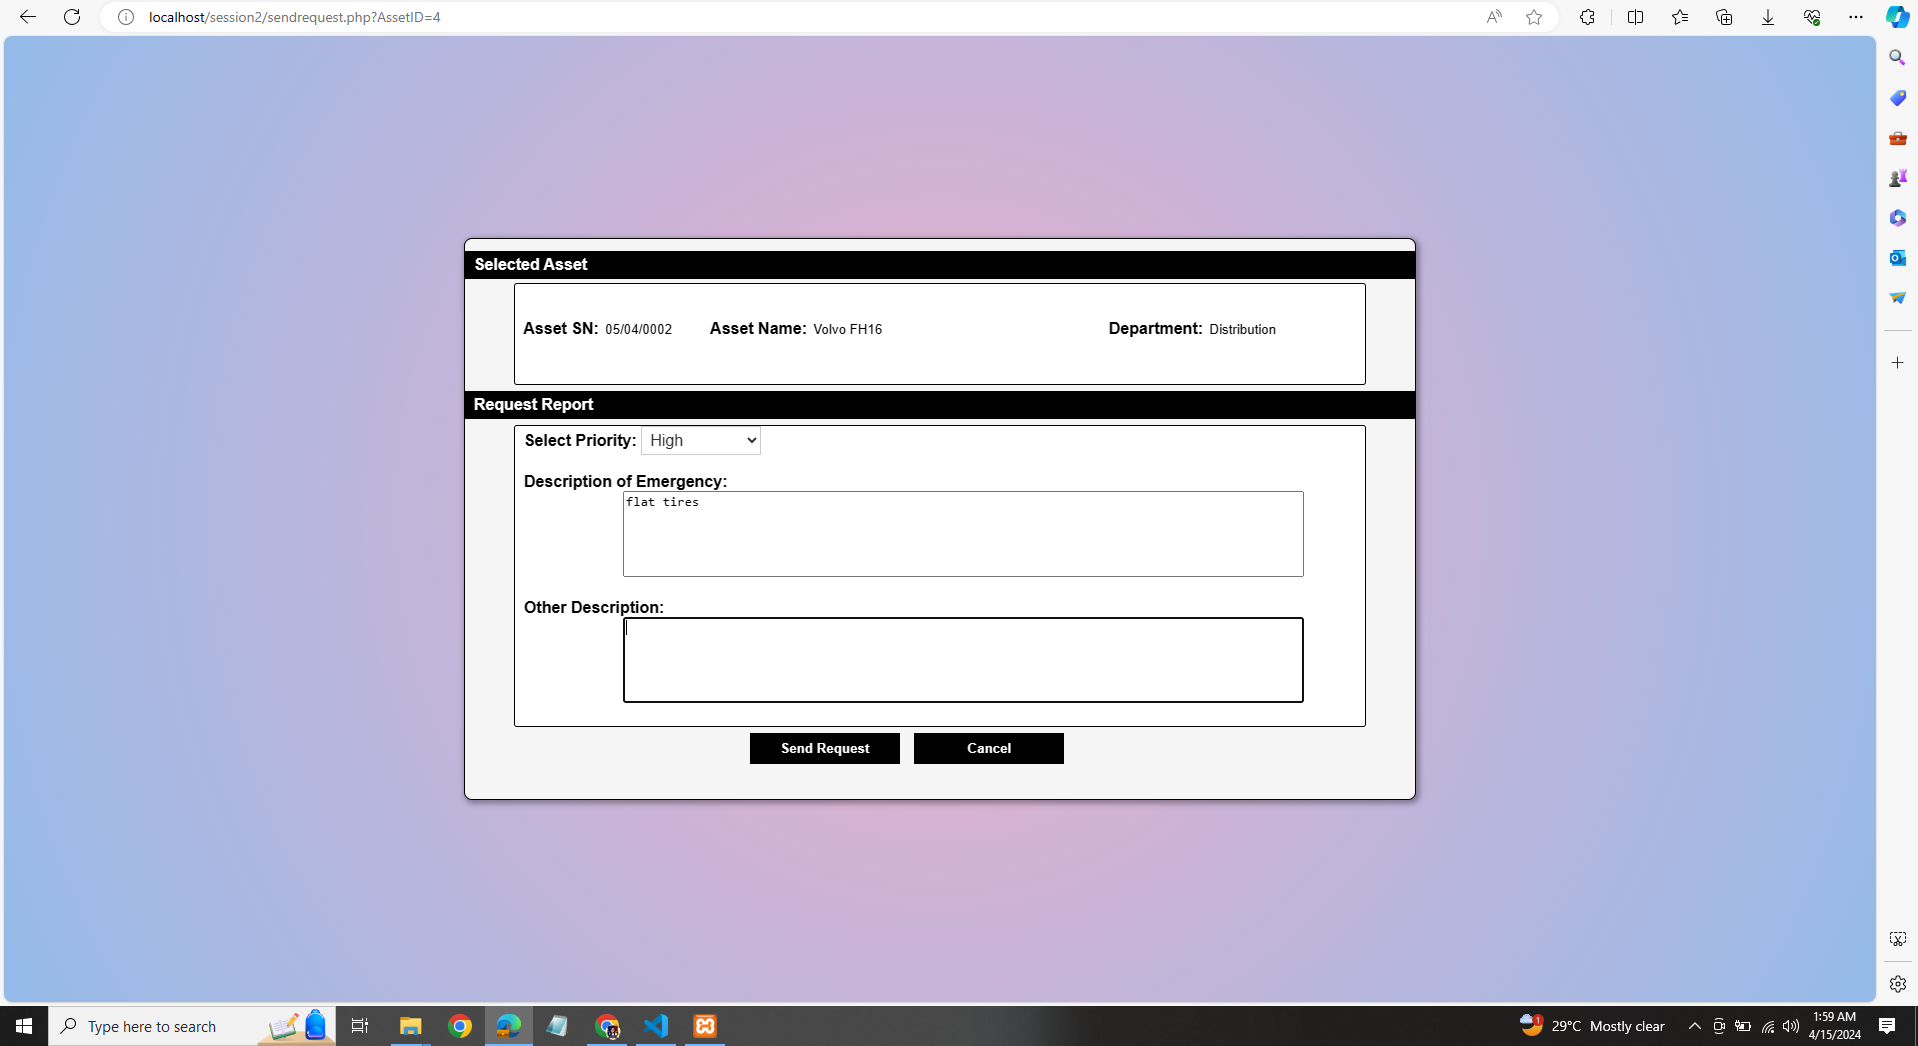 localhost/session2/sendrequest.php?AssetID=4
Selected Asset
Asset SN: 05/04/0002 Asset Name: Volvo FH16 Department: Distribution
Request Report
Select Priority: High
Description of Emergency:
flat tires
Other Description:
Send Request Cancel
Type here to search
1
29°C Mostly clear
1:59 AM
4/15/2024